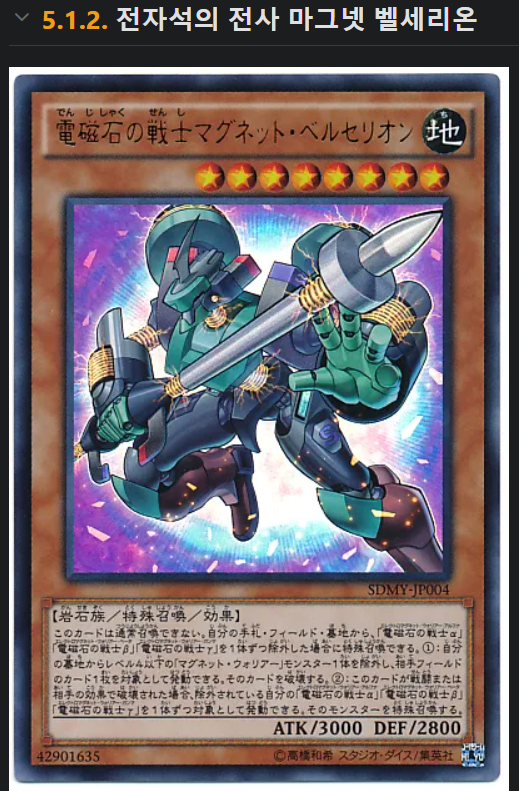 5.1.2. 전자석의 전사 마그넷 벨세리온
電磁石の戦士マグネット・ベルセリオン
地
SDMY-JP004
【岩石族／特殊召喚／効果】
このカードは通常召喚できない。自分の手札・フィールド・墓地から、「電磁石の戦士α」
「電磁石の戦士β」「電磁石の戦士γ」を1体ずつ除外した場合に特殊召喚できる。①：自分
の墓地からレベル4以下の「マグネット・ウォリアー」モンスター1体を除外し、相手フィールド
のカード1枚を対象として発動できる。そのカードを破壊する。②：このカードが戦闘または
相手の効果で破壊された場合、除外されている自分の「電磁石の戦士α」「電磁石の戦士β」
「電磁石の戦士γ」を1体ずつ対象として発動できる。そのモンスターを特殊召喚する。
ATK/3000 DEF/2800
42901635 ©高橋和希 スタジオ・ダイス/集英社